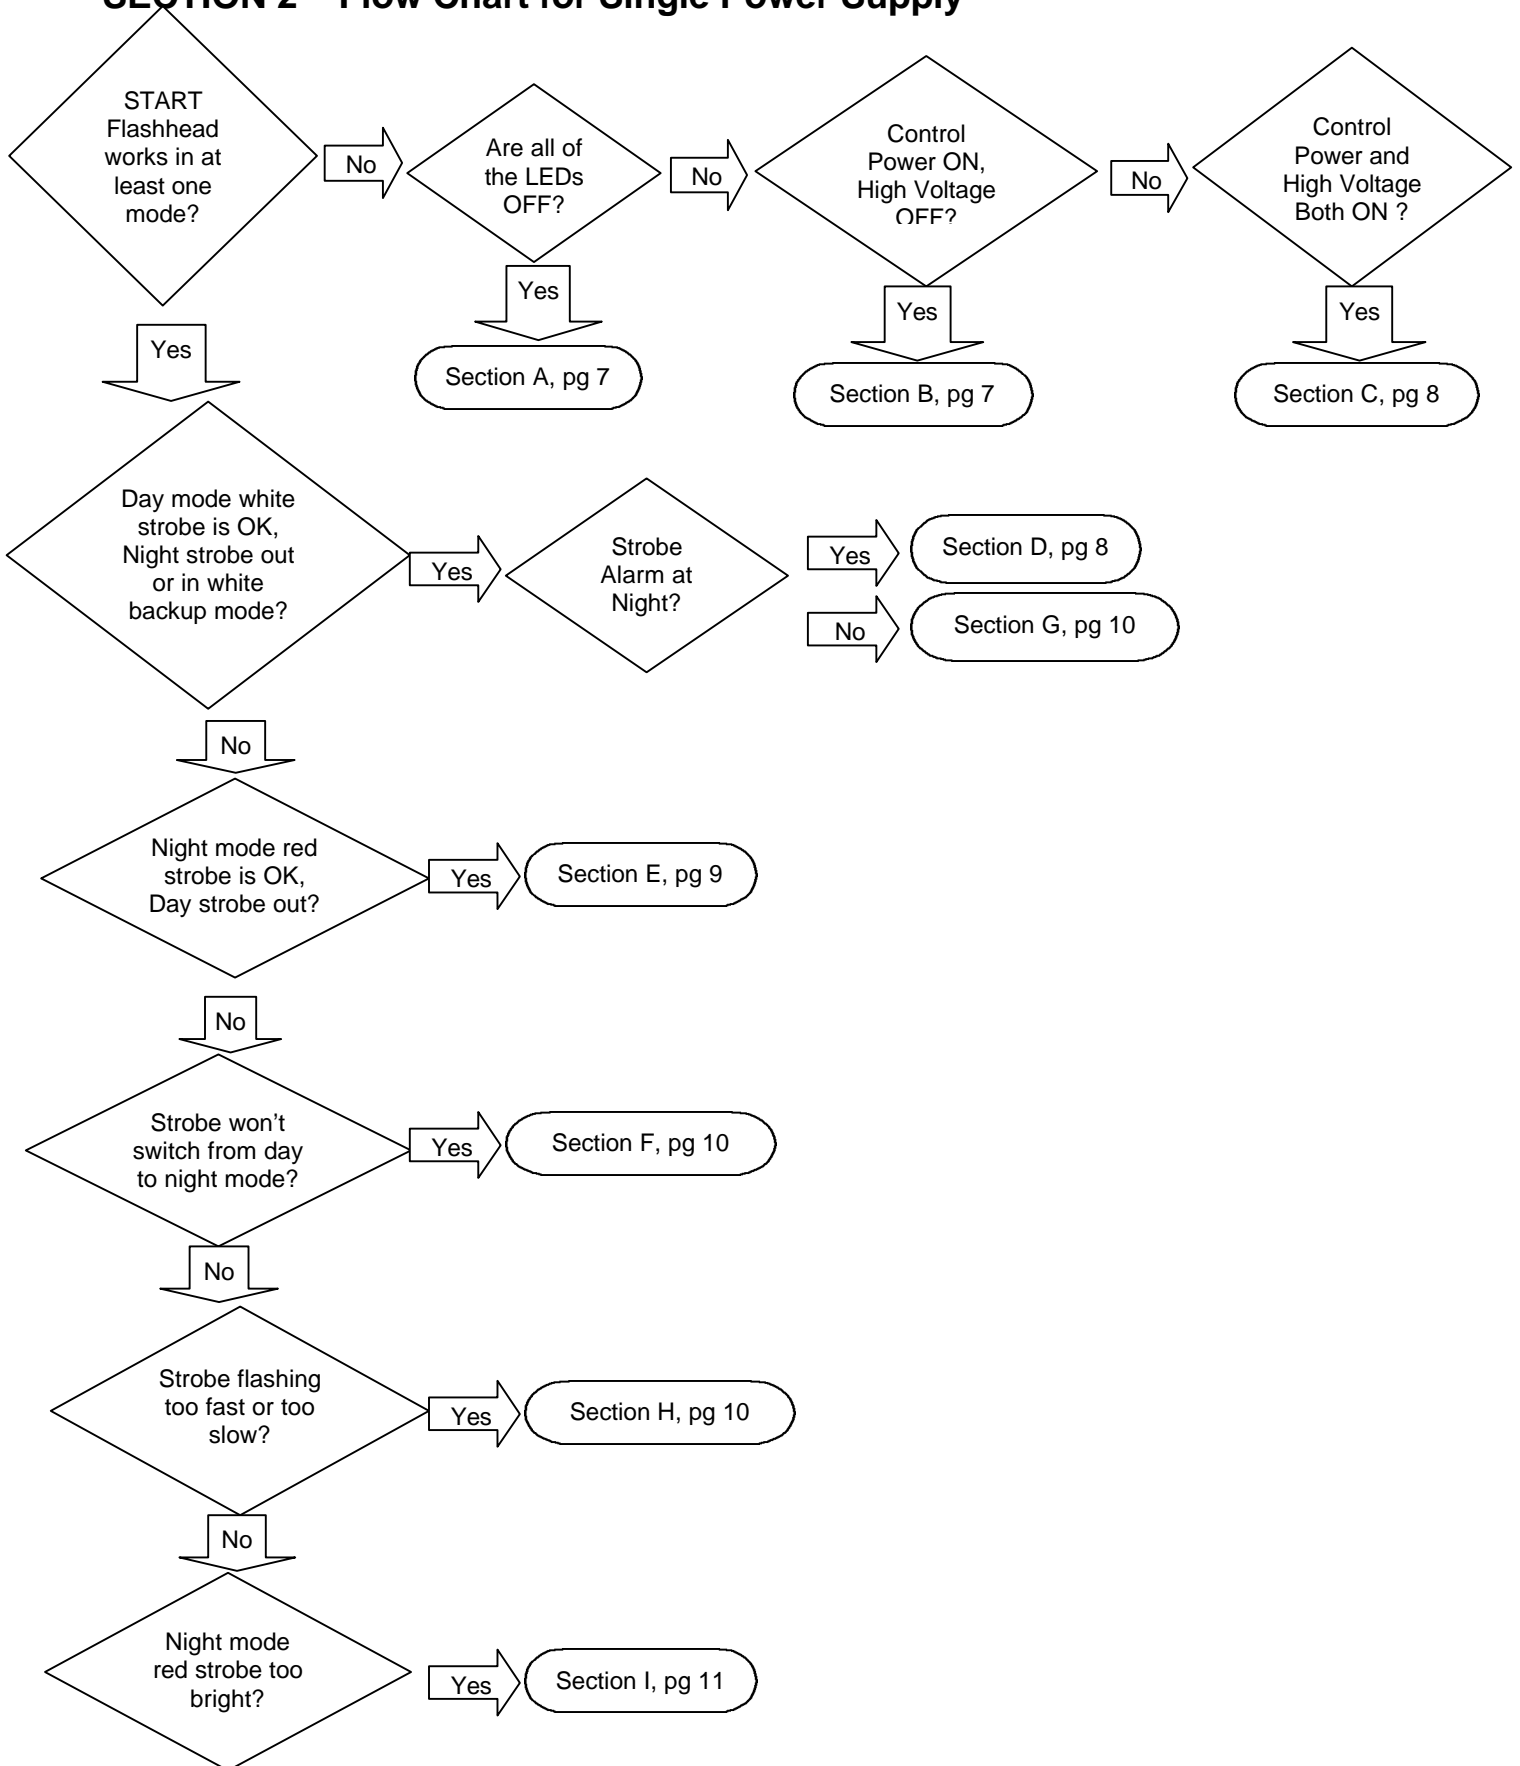 SECTION 2 – Flow Chart for Single Power Supply
START
Flashhead
works in at
least one
mode?
No
Are all of
the LEDs
OFF?
No
Control
Power ON,
High Voltage
OFF?
No
Control
Power and
High Voltage
Both ON ?
Yes
Yes
Yes
Yes
Section A, pg 7
Section B, pg 7
Section C, pg 8
Day mode white
strobe is OK,
Night strobe out
or in white
backup mode?
Yes
Strobe
Alarm at
Night?
Yes
Section D, pg 8
No
Section G, pg 10
No
Night mode red
strobe is OK,
Day strobe out?
Yes
Section E, pg 9
No
Strobe won't
switch from day
to night mode?
Yes
Section F, pg 10
No
Strobe flashing
too fast or too
slow?
Yes
Section H, pg 10
No
Night mode
red strobe too
bright?
Yes
Section I, pg 11